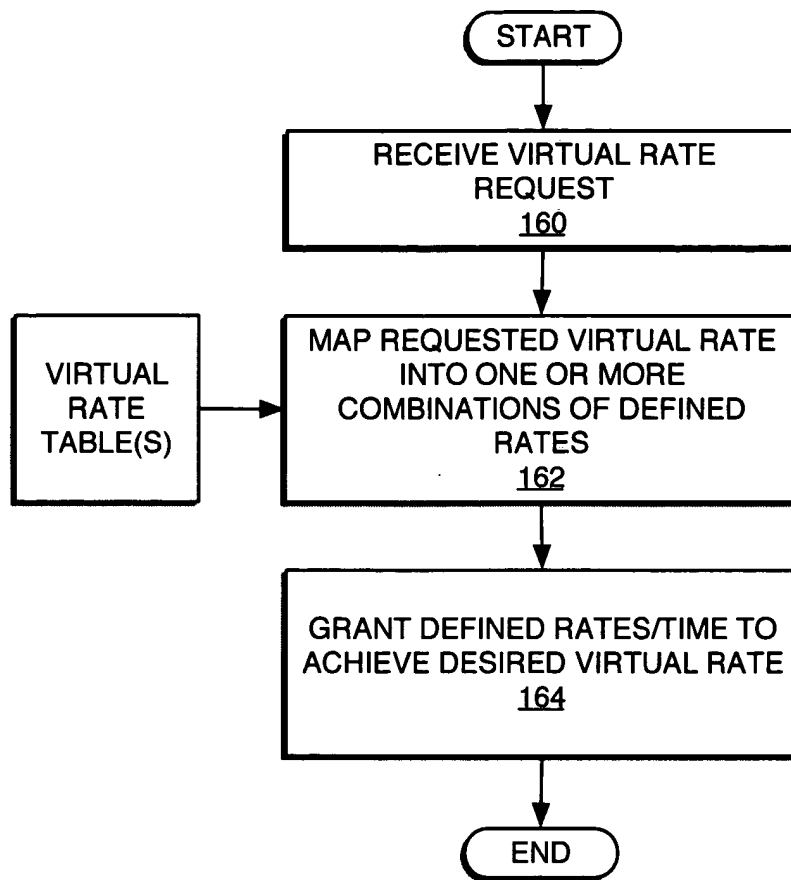 START
RECEIVE VIRTUAL RATE
REQUEST
160
VIRTUAL
RATE
TABLE(S)
MAP REQUESTED VIRTUAL RATE
INTO ONE OR MORE
COMBINATIONS OF DEFINED
RATES
162
GRANT DEFINED RATES/TIME TO
ACHIEVE DESIRED VIRTUAL RATE
164
END